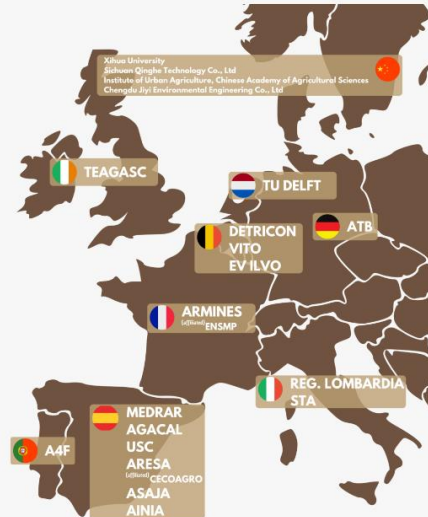 Xihua University
Sichuan Qinghe Technology Co., Ltd
Institute of Urban Agriculture, Chinese Academy of Agricultural Sciences
Chengdu Jiyi Environmental Engineering Co., Ltd
TEAGASC
TU DELFT
DETRICON
VITO
EV ILVO
ATB
ARMINES
(affiliated) ENSMP
REG. LOMBARDIA
STA
A4F
MEDRAR
AGACAL
USC
ARESA
(affiliated) CECOAGRO
ASAJA
AINIA